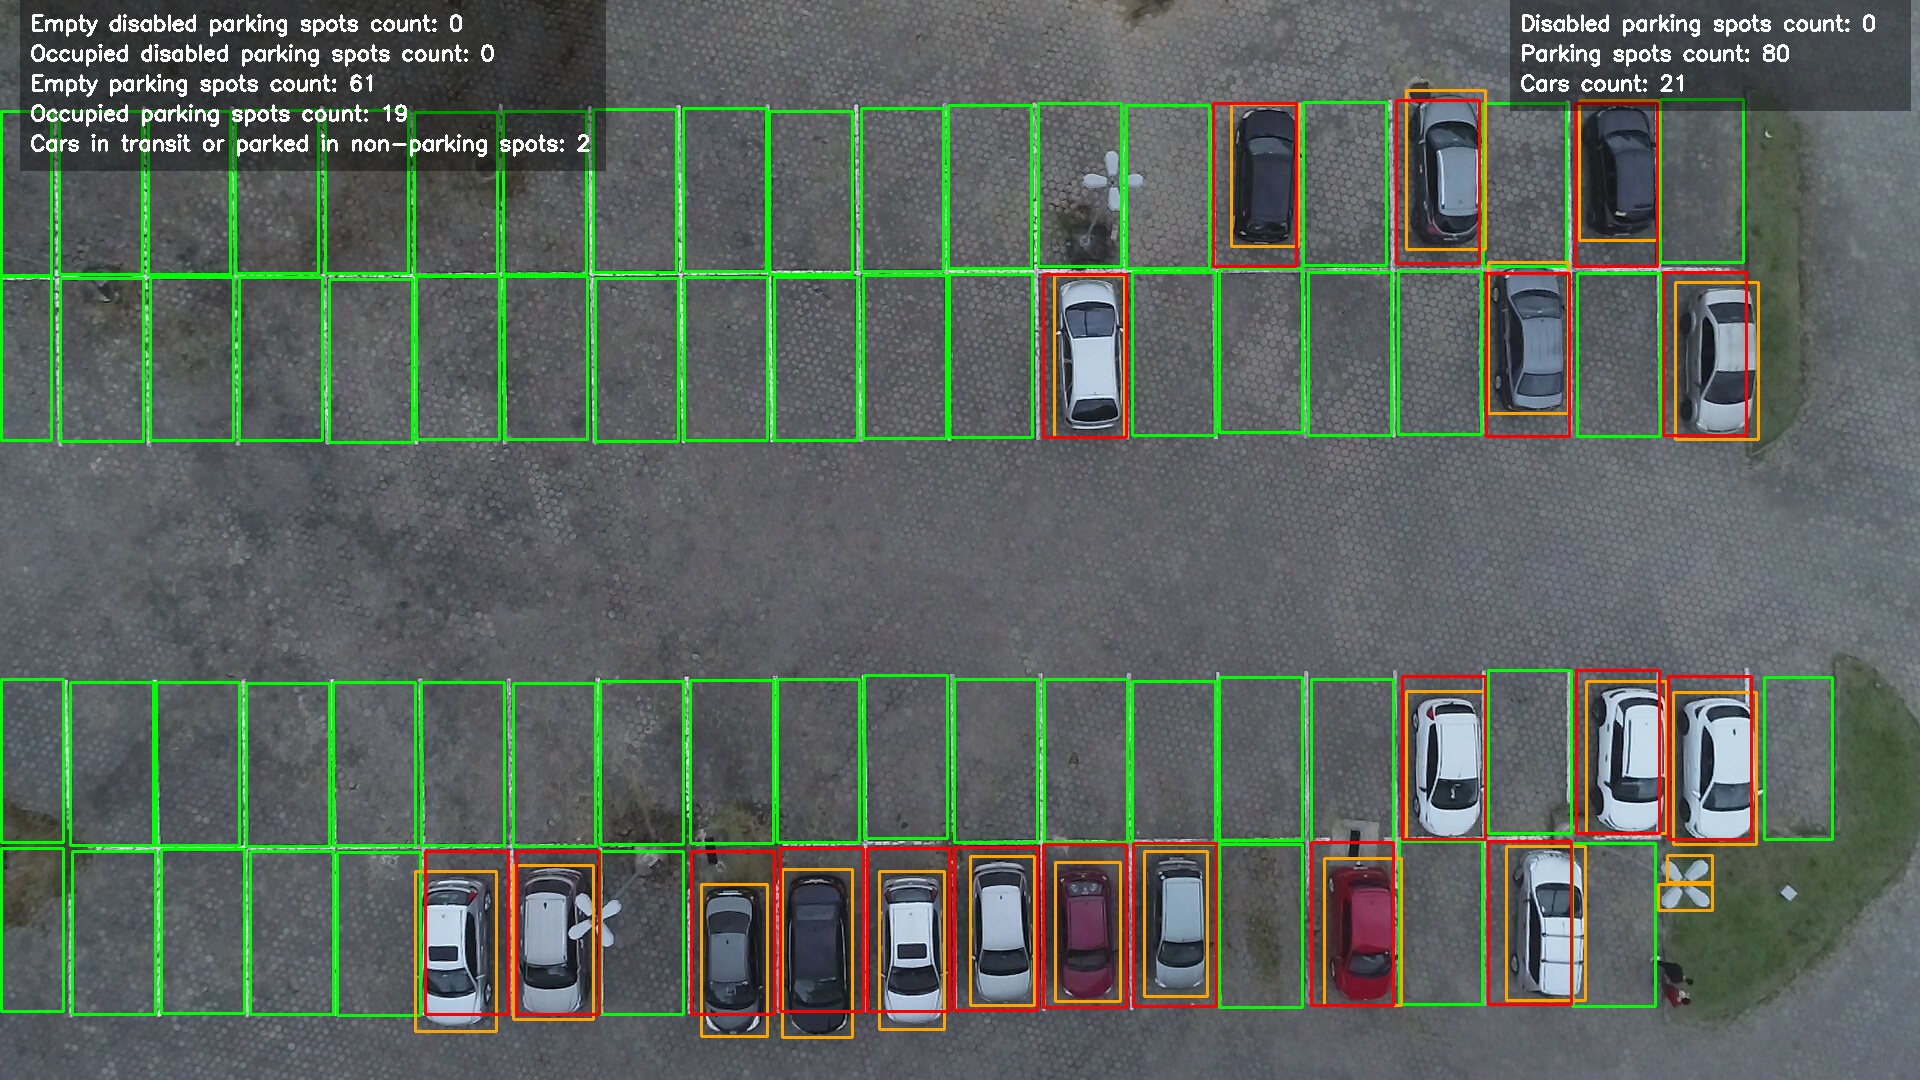 Empty disabled parking spots count: 0
Occupied disabled parking spots count: 0
Empty parking spots count: 61
Occupied parking spots count: 19
Cars in transit or parked in non-parking spots: 2
Disabled parking spots count: 0
Parking spots count: 80
Cars count: 21